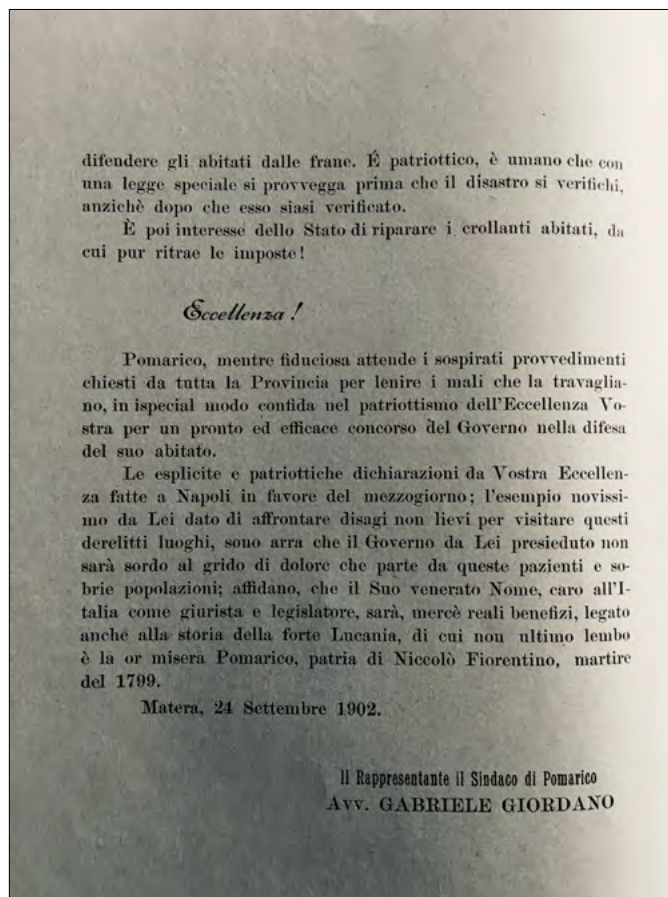 difendere gli abitati dalle frane. É patriottico, è umano che con
una legge speciale si provvegga prima che il disastro si verifichi,
anzichè dopo che esso siasi verificato.
È poi interesse dello Stato di riparare i crollanti abitati, da
cui pur ritrae le imposte!
Eccellenza!
Pomarico, mentre fiduciosa attende i sospirati provvedimenti
chiesti da tutta la Provincia per lenire i mali che la travaglia-
no, in ispecial modo confida nel patriottismo dell'Eccellenza Vo-
stra per un pronto ed efficace concorso del Governo nella difesa
del suo abitato.
Le esplicite e patriottiche dichiarazioni da Vostra Eccellen-
za fatte a Napoli in favore del mezzogiorno; l'esempio novissi-
mo da Lei dato di affrontare disagi non lievi per visitare questi
derelitti luoghi, sono arra che il Governo da Lei presieduto non
sarà sordo al grido di dolore che parte da queste pazienti e so-
brie popolazioni; affidano, che il Suo venerato Nome, caro all'I-
talia come giurista e legislatore, sarà, mercè reali benefizi, legato
anche alla storia della forte Lucania, di cui non ultimo lembo
è la or misera Pomarico, patria di Niccolò Fiorentino, martire
del 1799.
Matera, 24 Settembre 1902.
Il Rappresentante il Sindaco di Pomarico
Avv. GABRIELE GIORDANO